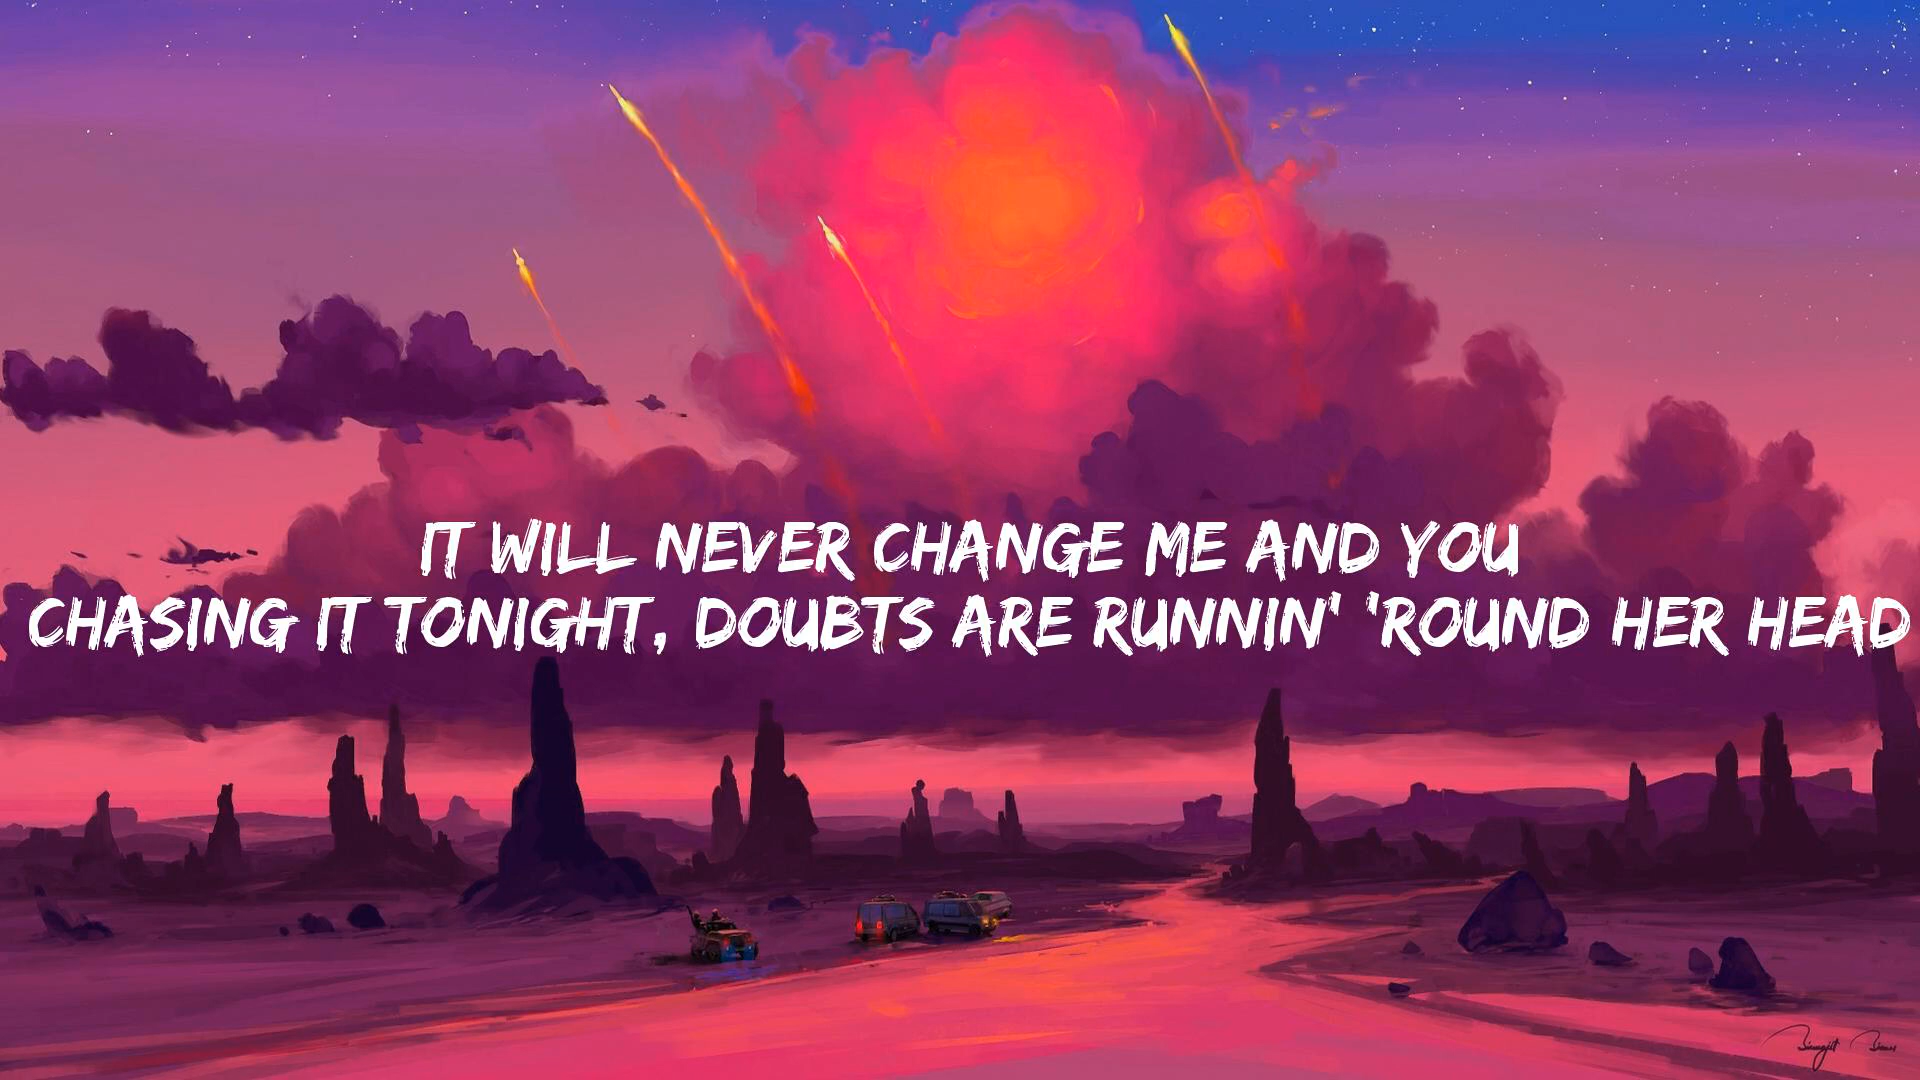 IT WILL NEVER CHANGE ME AND YOU
CHASING IT TONIGHT, DOUBTS ARE RUNNIN' 'ROUND HER HEAD